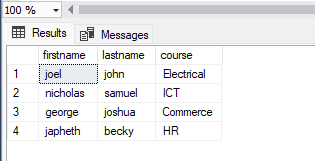 100 %
Results Messages
firstname lastname course
1 joel john Electrical
2 nicholas samuel ICT
3 george joshua Commerce
4 japheth becky HR